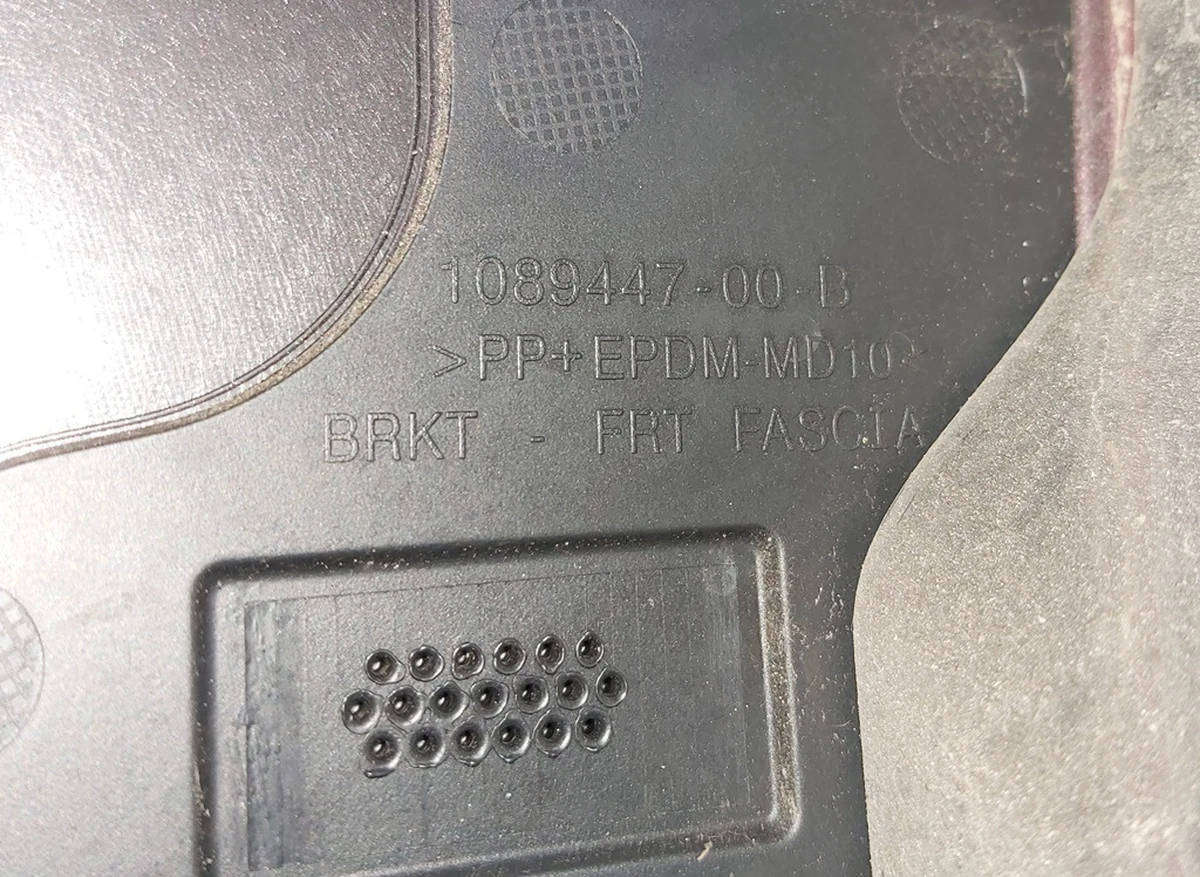 1089447-00-B
>PP+EPDM-MD10<
BRKT - FRT FASCIA